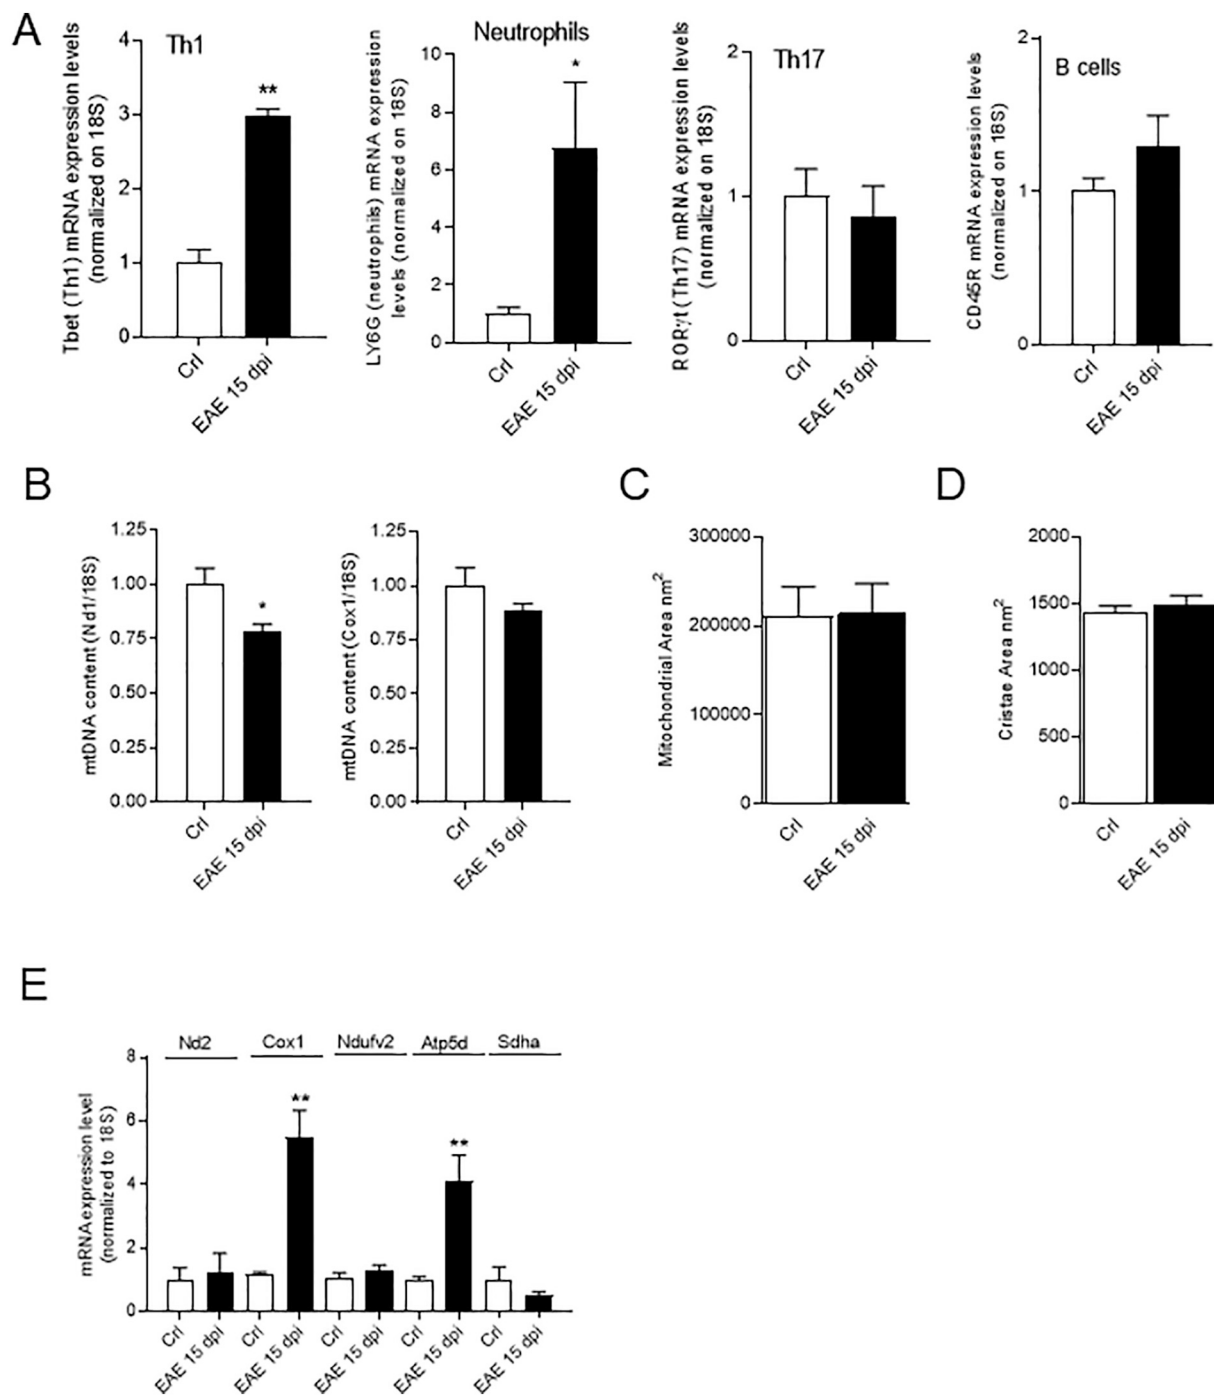 A
Th1
Tbet (Th1) mRNA expression levels
(normalized on 18S)
4
3
2
1
0
**
Crl
EAE 15 dpi
Neutrophils
LY6G (neutrophils) mRNA expression
levels (normalized on 18S)
10
8
6
4
2
0
*
Crl
EAE 15 dpi
Th17
RORγt (Th17) mRNA expression levels
(normalized on 18S)
2
1
0
Crl
EAE 15 dpi
B cells
CD45R mRNA expression levels
(normalized on 18S)
2
1
0
Crl
EAE 15 dpi
B
mtDNA content (Nd1/18S)
1.25
1.00
0.75
0.50
0.25
0.00
*
Crl
EAE 15 dpi
mtDNA content (Cox1/18S)
1.25
1.00
0.75
0.50
0.25
0.00
Crl
EAE 15 dpi
C
Mitochondrial Area nm²
300000
200000
100000
0
Crl
EAE 15 dpi
D
Cristae Area nm²
2000
1500
1000
500
0
Crl
EAE 15 dpi
E
Nd2 Cox1 Ndufv2 Atp5d Sdha
mRNA expression level
(normalized to 18S)
8
6
4
2
0
**
**
Crl
EAE 15 dpi
Crl
EAE 15 dpi
Crl
EAE 15 dpi
Crl
EAE 15 dpi
Crl
EAE 15 dpi